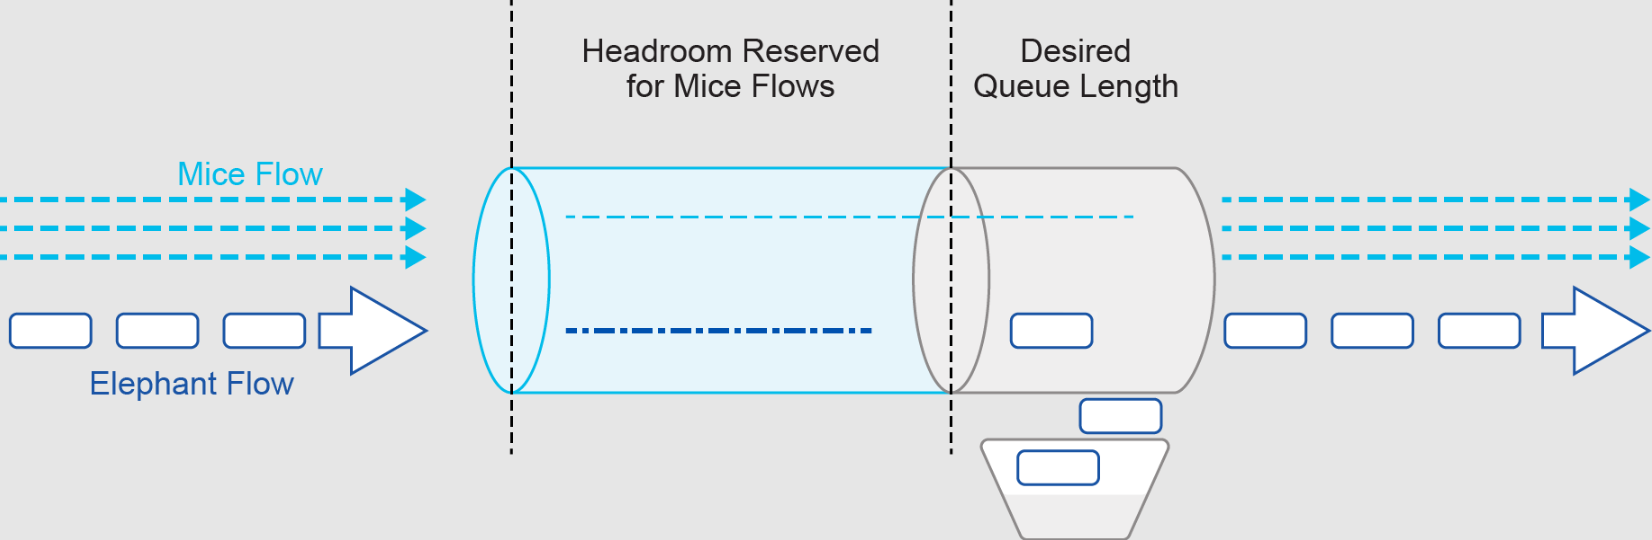 Headroom Reserved
for Mice Flows
Desired
Queue Length
Mice Flow
Elephant Flow